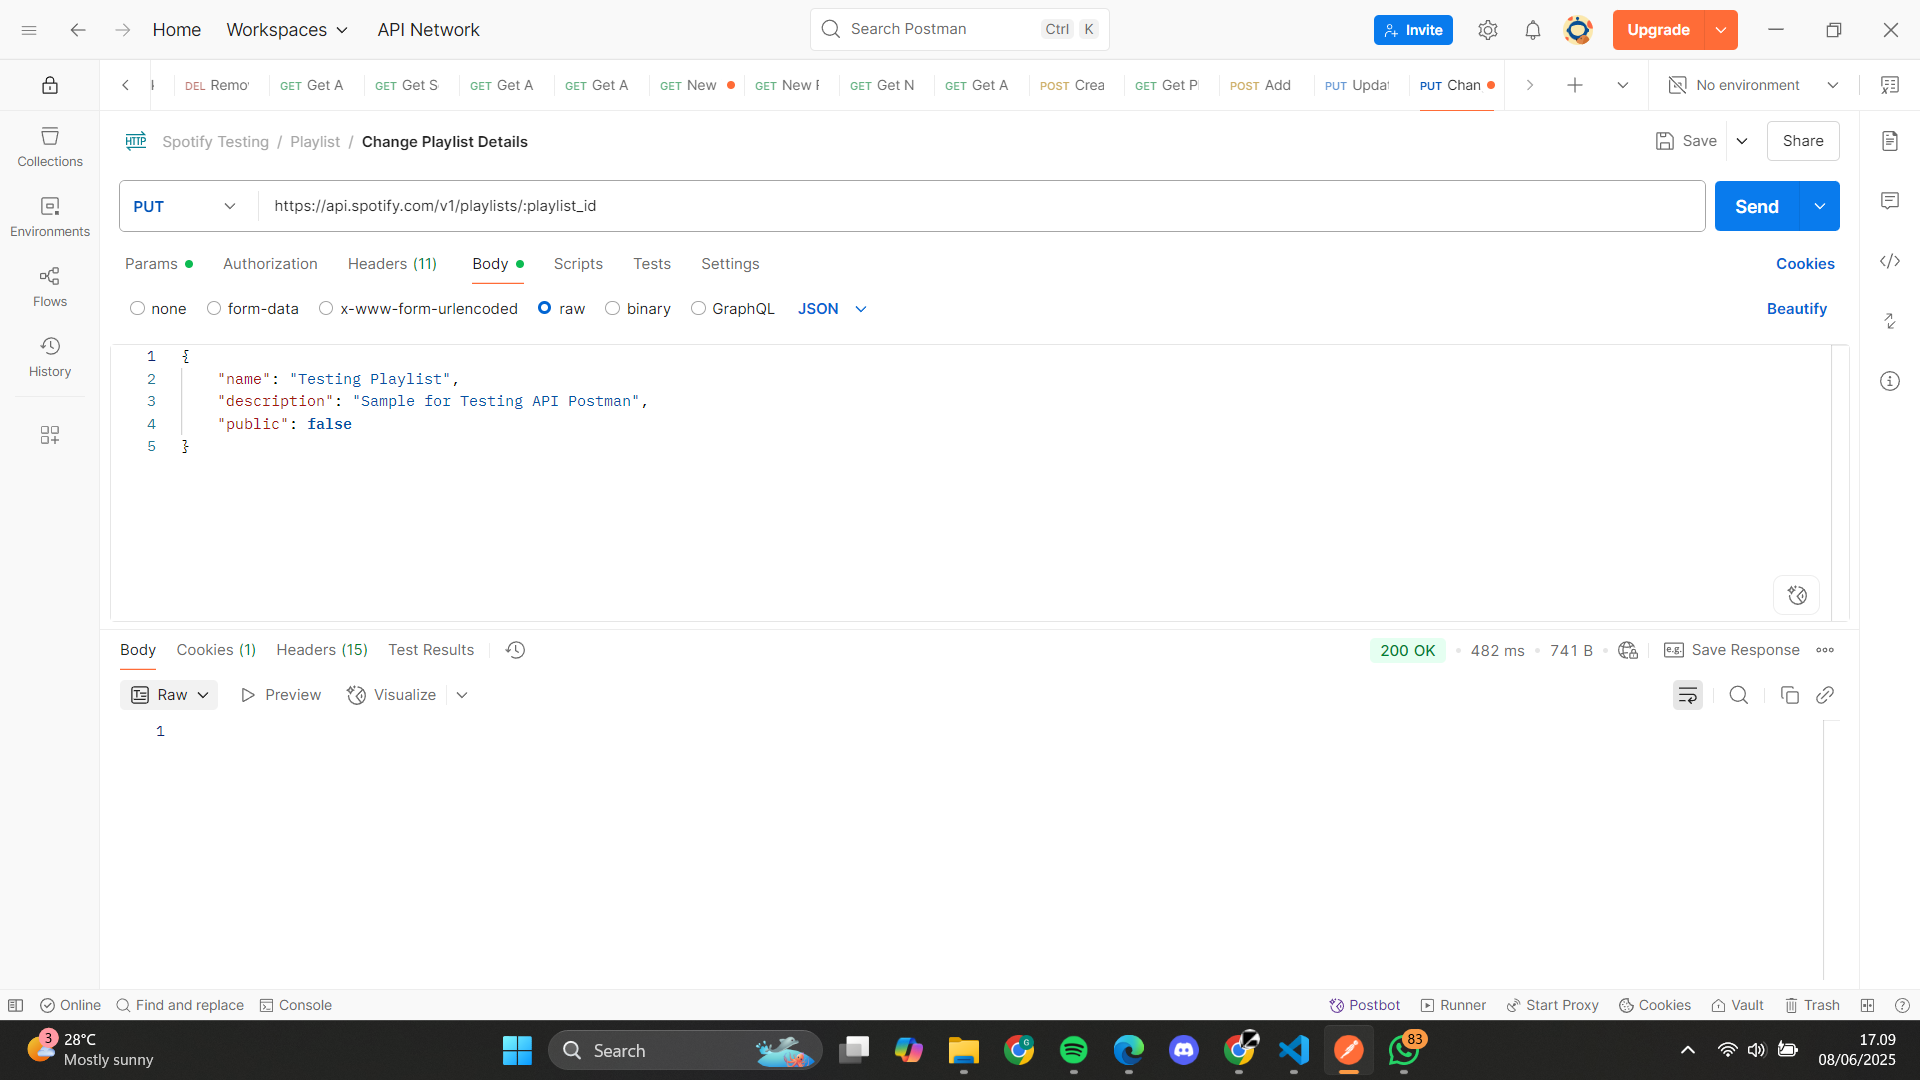 Home Workspaces API Network Search Postman Ctrl K Invite Upgrade
DEL Remo GET Get A GET Get S GET Get A GET Get A GET New GET New F GET Get N GET Get A POST Crea GET Get P POST Add PUT Updat PUT Chan No environment
HTTP Spotify Testing / Playlist / Change Playlist Details Save Share
Collections
Environments
Flows
History
PUT https://api.spotify.com/v1/playlists/:playlist_id Send
Params Authorization Headers (11) Body Scripts Tests Settings Cookies
none form-data x-www-form-urlencoded raw binary GraphQL JSON Beautify
1 {
2 "name": "Testing Playlist",
3 "description": "Sample for Testing API Postman",
4 "public": false
5 }
Body Cookies (1) Headers (15) Test Results 200 OK 482 ms 741 B e.g. Save Response
Raw Preview Visualize
1
Online Find and replace Console Postbot Runner Start Proxy Cookies Vault Trash
3 28°C
Mostly sunny
Search
G
83
17.09
08/06/2025